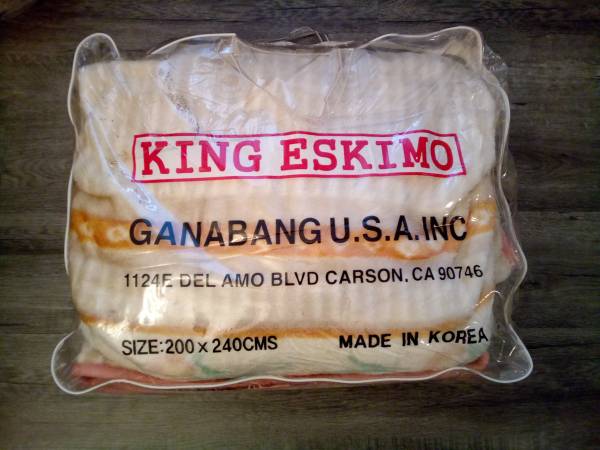 KING ESKIMO
GANABANG U.S.A. INC
1124E DEL AMO BLVD CARSON. CA 90746
SIZE:200 x 240CMS MADE IN KOREA